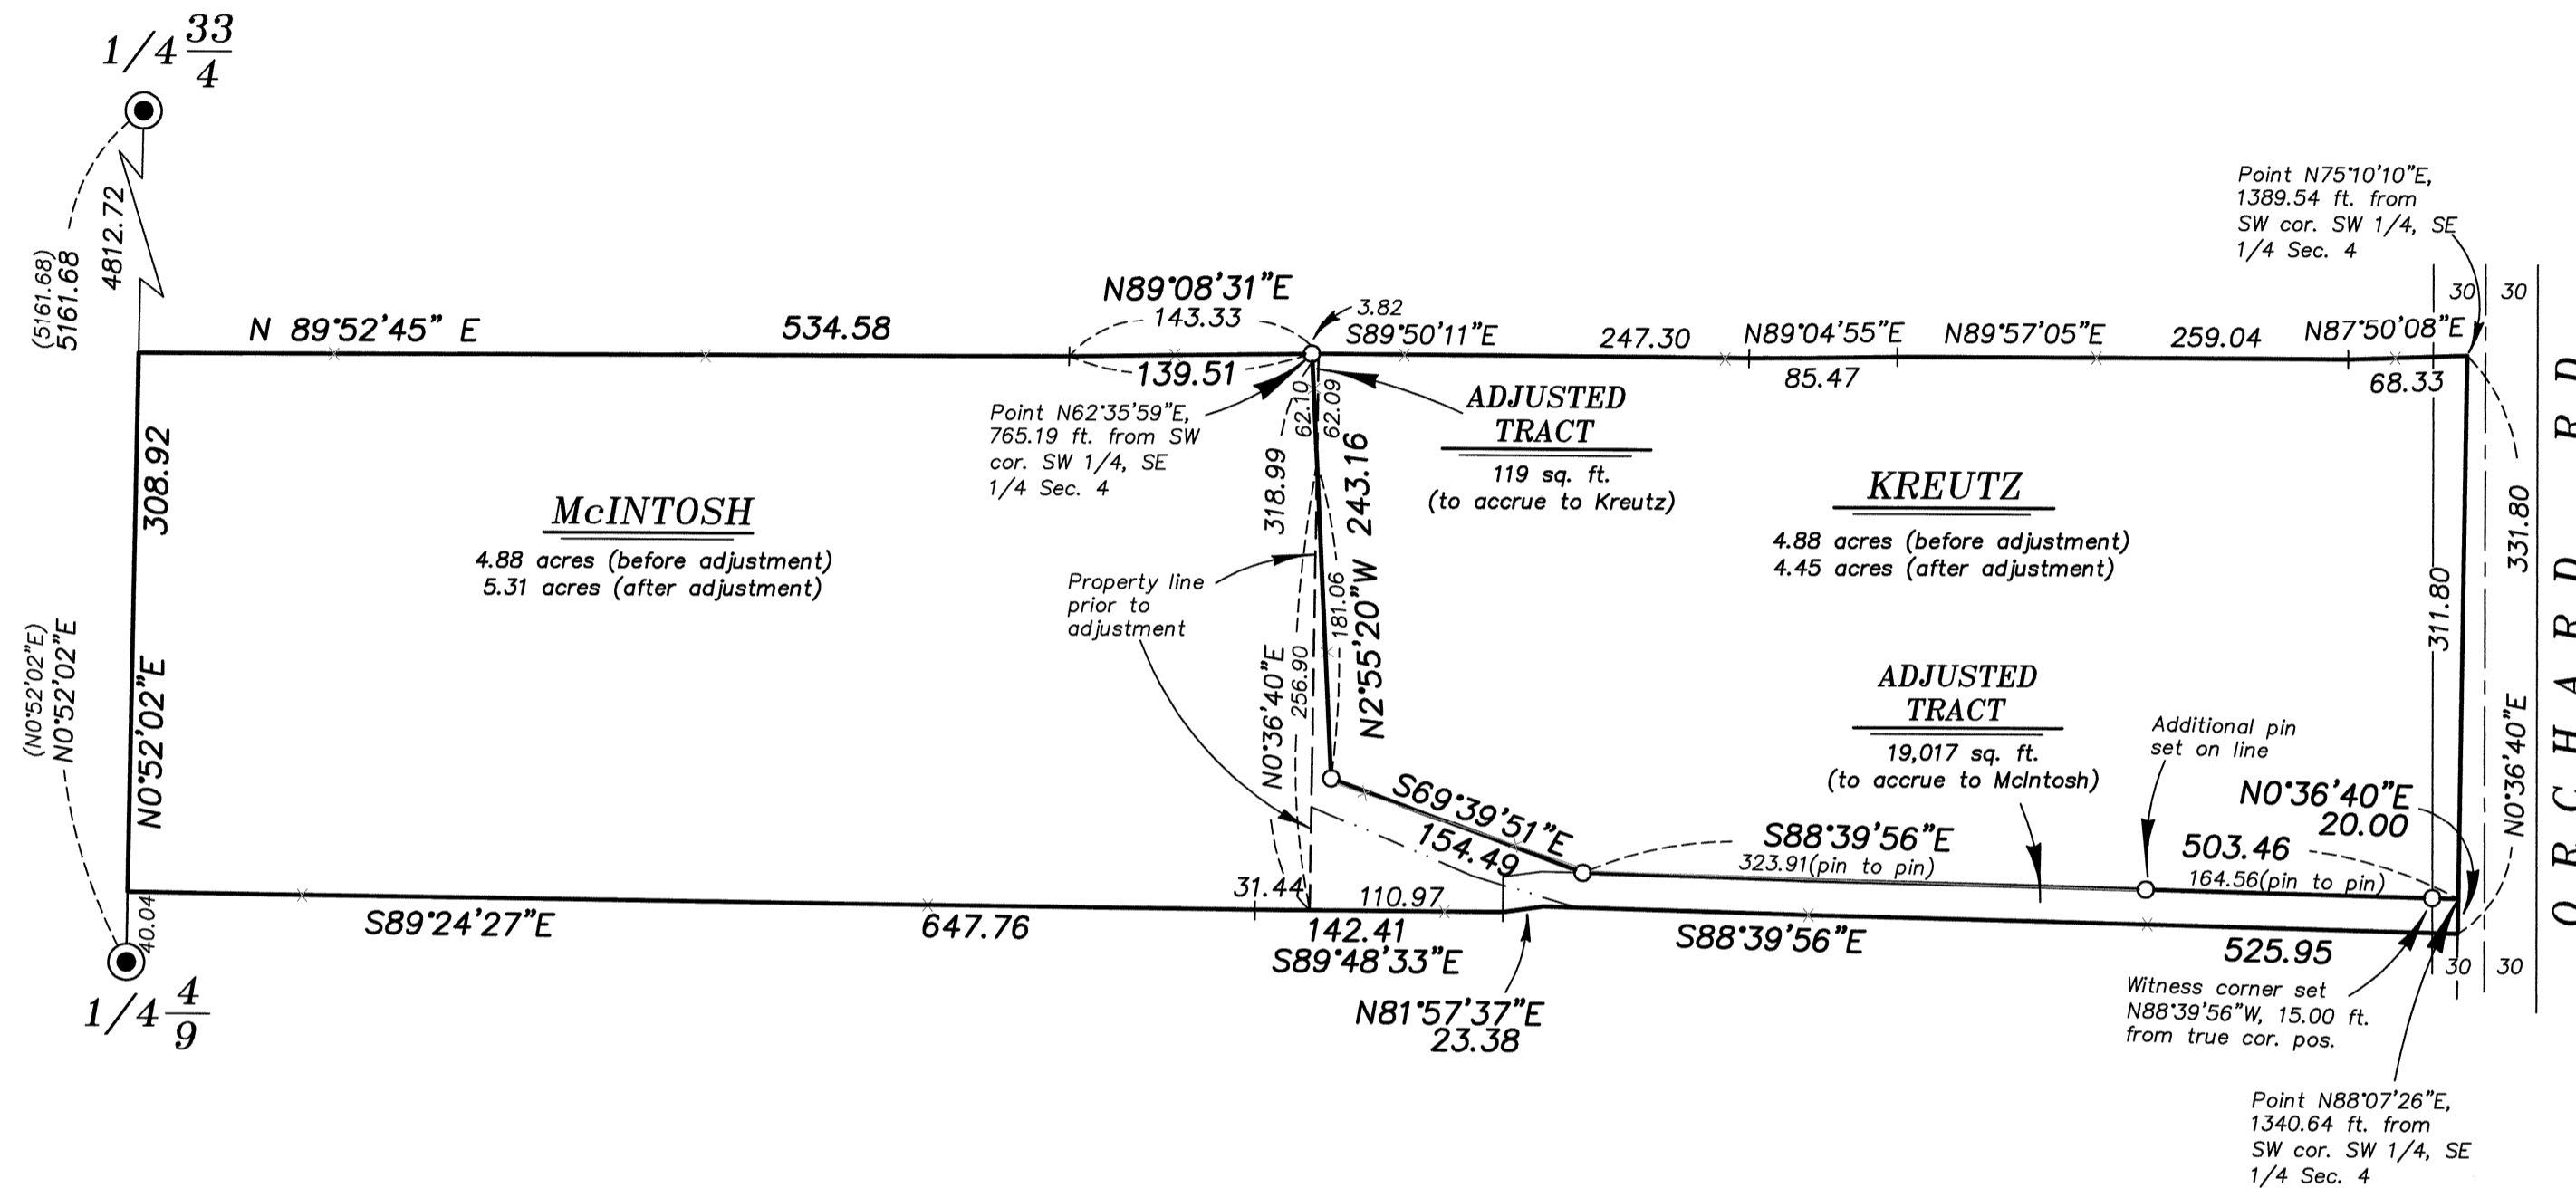 1/4 33
4
(5161.68)
5161.68
4812.72
N 89°52'45" E
534.58
N89°08'31"E
143.33
139.51
3.82
S89°50'11"E
247.30
N89°04'55"E
85.47
N89°57'05"E
259.04
N87°50'08"E
68.33
Point N75°10'10"E,
1389.54 ft. from
SW cor. SW 1/4, SE
1/4 Sec. 4
30
30
Point N62°35'59"E,
765.19 ft. from SW
cor. SW 1/4, SE
1/4 Sec. 4
62.10
62.09
318.99
N2°55'20"W 243.16
181.06
ADJUSTED
TRACT
119 sq. ft.
(to accrue to Kreutz)
McINTOSH
4.88 acres (before adjustment)
5.31 acres (after adjustment)
KREUTZ
4.88 acres (before adjustment)
4.45 acres (after adjustment)
308.92
N0°52'02"E
(N0°52'02"E)
N0°52'02"E
Property line
prior to
adjustment
N0°36'40"E
256.90
311.80
331.80
N0°36'40"E
ORCHARD RD
ADJUSTED
TRACT
19,017 sq. ft.
(to accrue to McIntosh)
Additional pin
set on line
N0°36'40"E
20.00
S69°39'51"E
154.49
S88°39'56"E
323.91(pin to pin)
503.46
164.56(pin to pin)
40.04
S89°24'27"E
647.76
31.44
110.97
142.41
S89°48'33"E
N81°57'37"E
23.38
S88°39'56"E
525.95
30
30
Witness corner set
N88°39'56"W, 15.00 ft.
from true cor. pos.
Point N88°07'26"E,
1340.64 ft. from
SW cor. SW 1/4, SE
1/4 Sec. 4
1/4 4
9